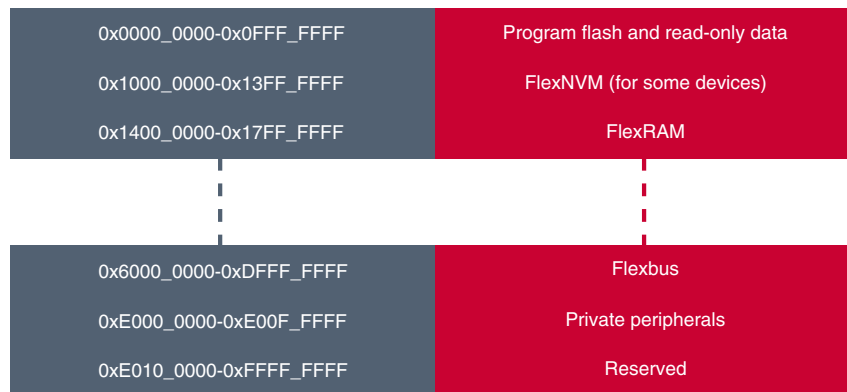 0x0000_0000-0x0FFF_FFFF Program flash and read-only data
0x1000_0000-0x13FF_FFFF FlexNVM (for some devices)
0x1400_0000-0x17FF_FFFF FlexRAM
0x6000_0000-0xDFFF_FFFF Flexbus
0xE000_0000-0xE00F_FFFF Private peripherals
0xE010_0000-0xFFFF_FFFF Reserved